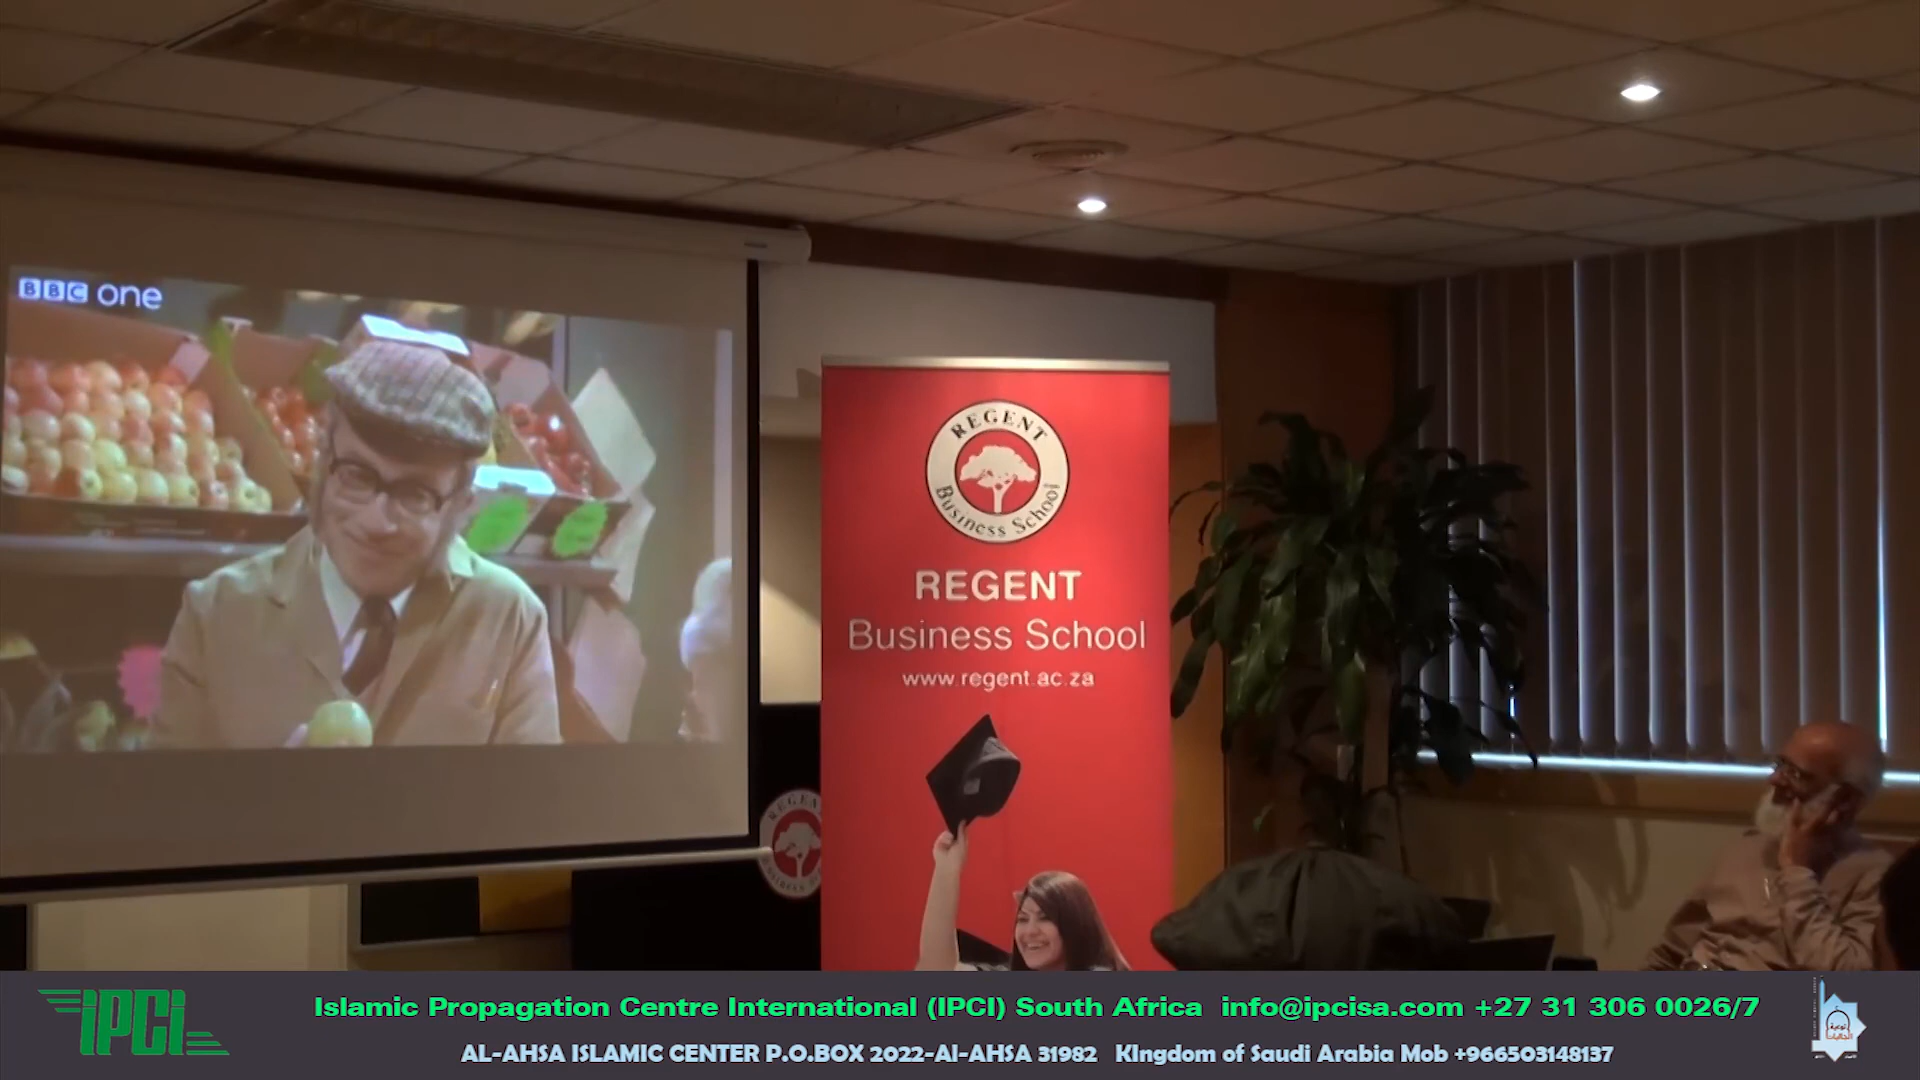 BBC one
REGENT
Business School
REGENT
Business School
www.regent.ac.za
REGENT
iPCi
Islamic Propagation Centre International (IPCI) South Africa info@ipcisa.com +27 31 306 0026/7
AL-AHSA ISLAMIC CENTER P.O.BOX 2022-Al-AHSA 31982 KIngdom of Saudi Arabia Mob +966503148137